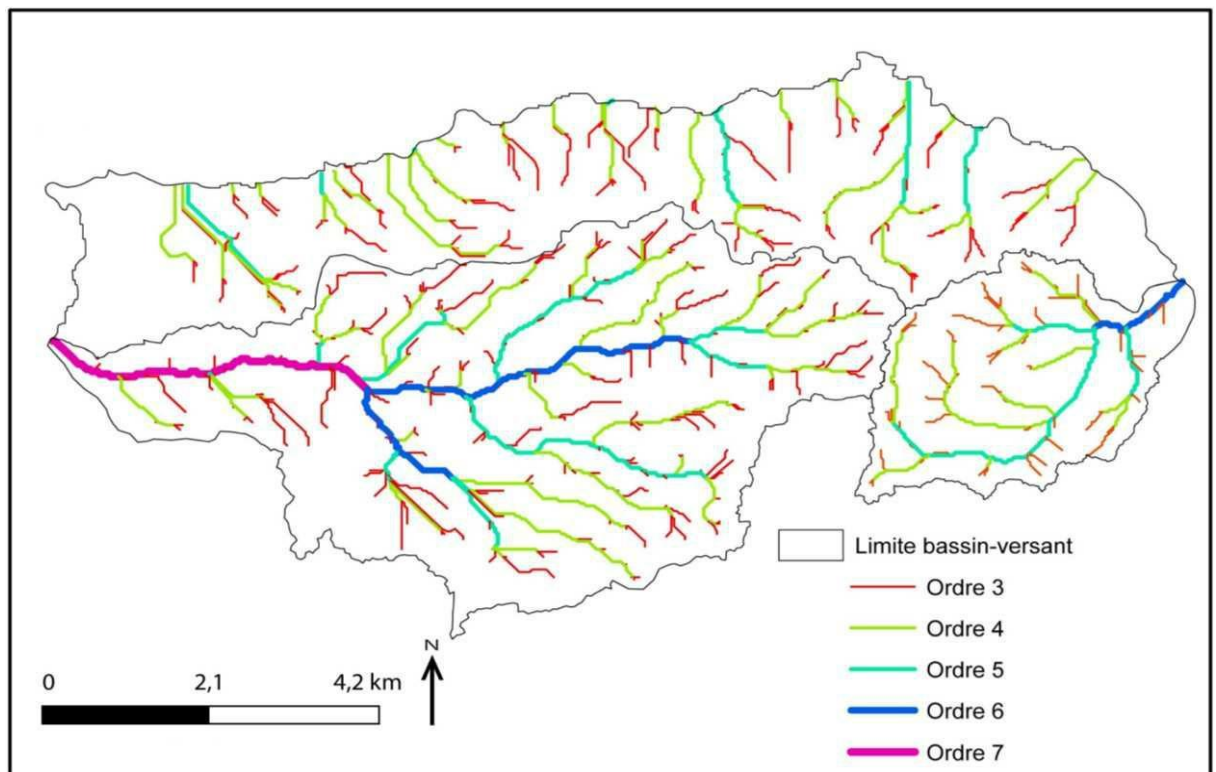 Limite bassin-versant
Ordre 3
Ordre 4
Ordre 5
Ordre 6
Ordre 7
N
0 2,1 4,2 km